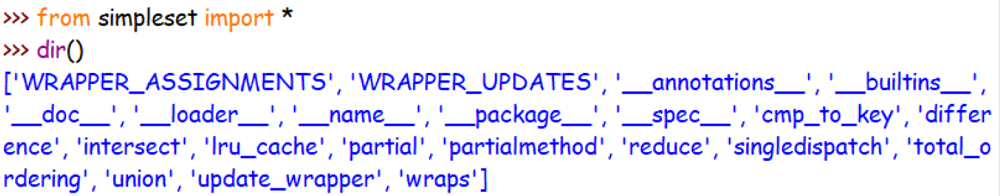 >>> from simpleset import *
>>> dir()
['WRAPPER_ASSIGNMENTS', 'WRAPPER_UPDATES', '__annotations__', '__builtins__',
'__doc__', '__loader__', '__name__', '__package__', '__spec__', 'cmp_to_key', 'differ
ence', 'intersect', 'lru_cache', 'partial', 'partialmethod', 'reduce', 'singledispatch', 'total_o
rdering', 'union', 'update_wrapper', 'wraps']